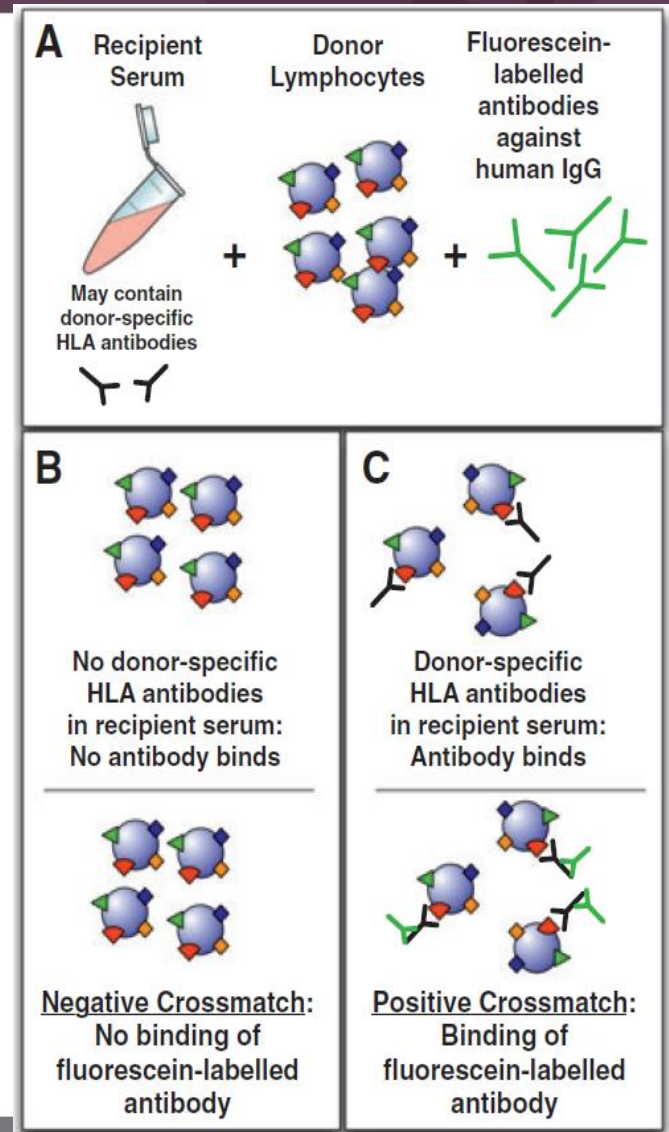 A
Recipient
Serum
Donor
Lymphocytes
Fluorescein-
labelled
antibodies
against
human IgG
+
+
May contain
donor-specific
HLA antibodies
B
No donor-specific
HLA antibodies
in recipient serum:
No antibody binds
Negative Crossmatch:
No binding of
fluorescein-labelled
antibody
C
Donor-specific
HLA antibodies
in recipient serum:
Antibody binds
Positive Crossmatch:
Binding of
fluorescein-labelled
antibody